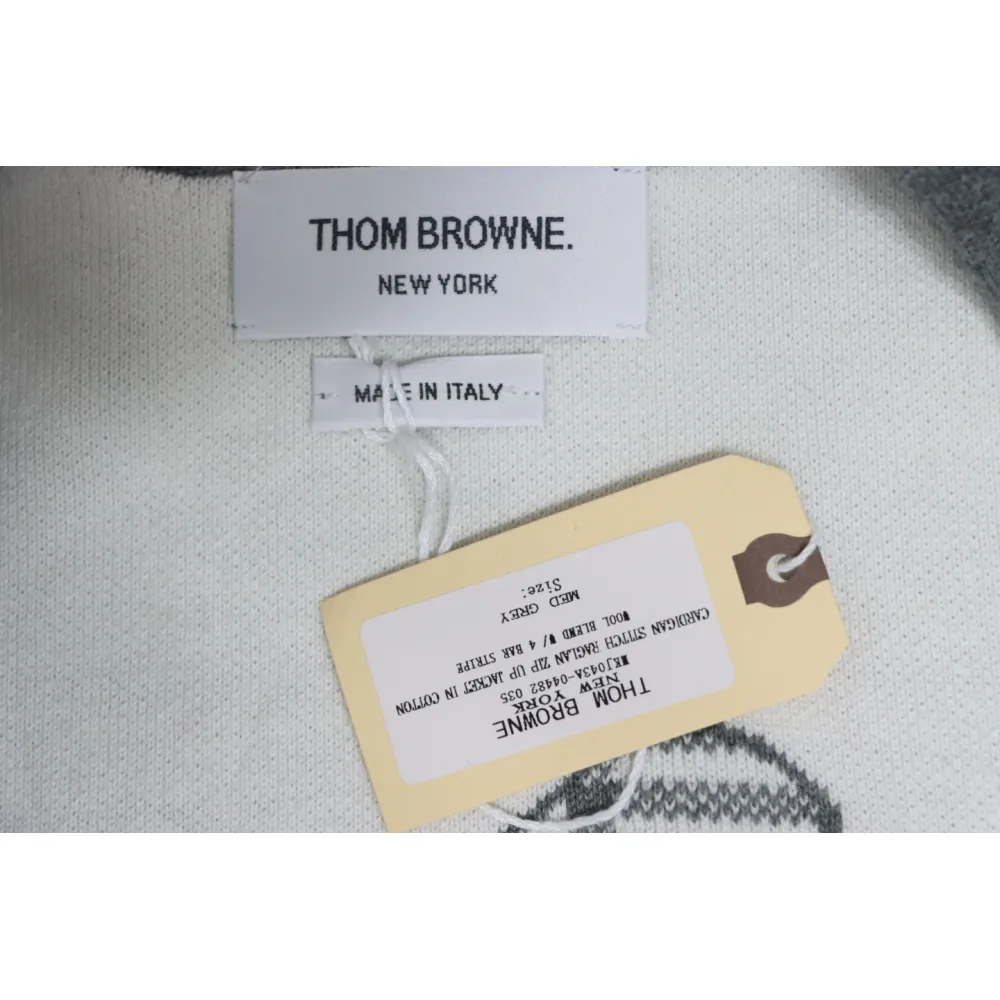 THOM BROWNE.
NEW YORK
MADE IN ITALY
THOM BROWNE
NEW YORK
MKJ043A-04482 035
CARDIGAN STITCH RAGLAN ZIP UP JACKET IN COTTON
WOOL BLEND W/ 4 BAR STRIPE
MED GREY
Size: